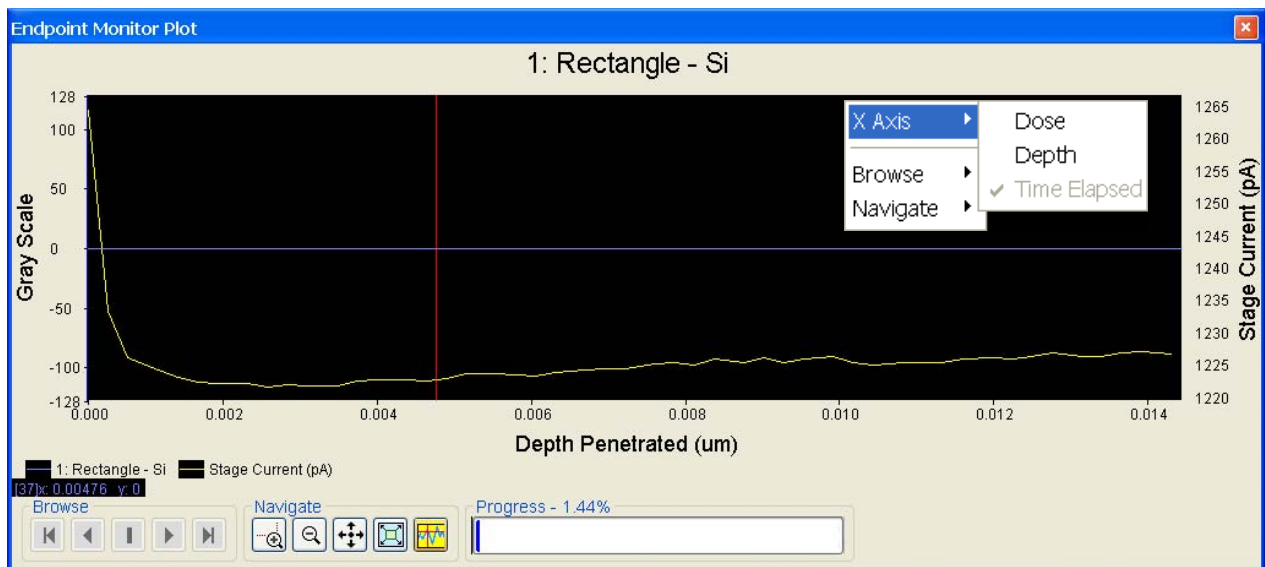 Endpoint Monitor Plot
1: Rectangle - Si
128
100
50
0
-50
-100
-128
Gray Scale
1265
1260
1255
1250
1245
1240
1235
1230
1225
1220
Stage Current (pA)
X Axis
Browse
Navigate
Dose
Depth
Time Elapsed
0.000 0.002 0.004 0.006 0.008 0.010 0.012 0.014
Depth Penetrated (um)
1: Rectangle - Si Stage Current (pA)
[37]x: 0.00476 y: 0
Browse Navigate Progress - 1.44%